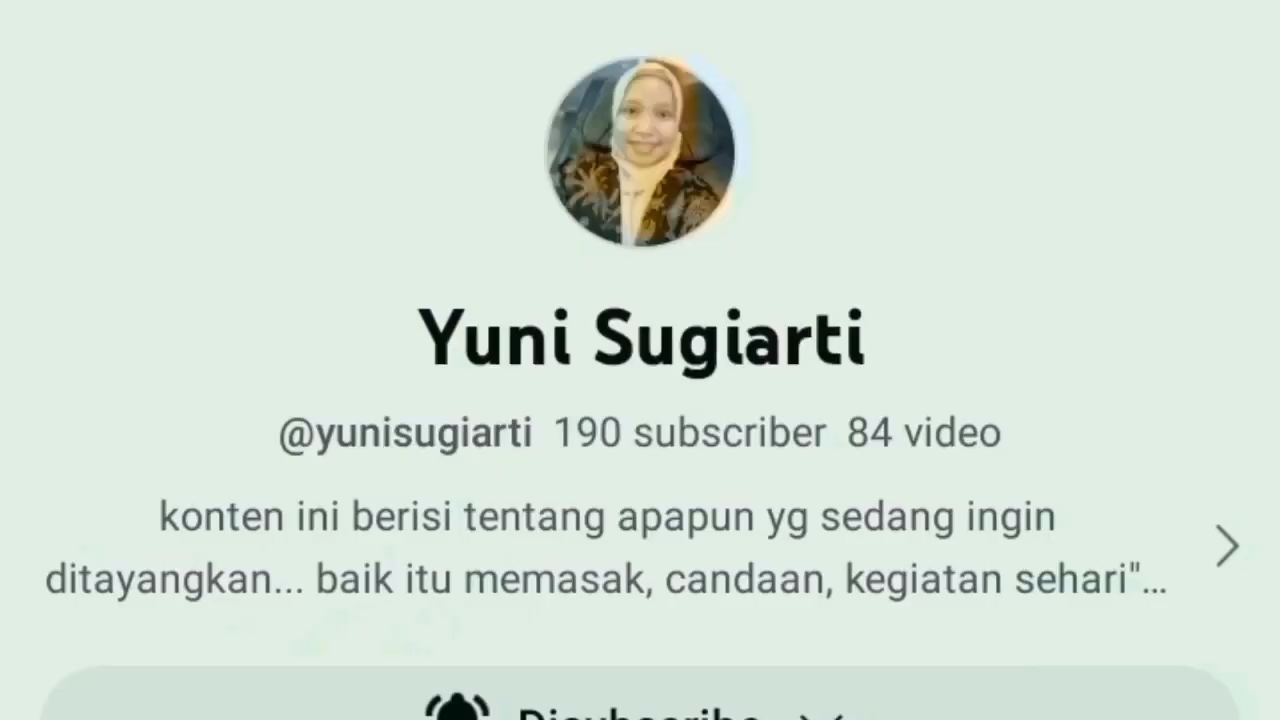 Yuni Sugiarti
@yunisugiarti 190 subscriber 84 video
konten ini berisi tentang apapun yg sedang ingin
ditayangkan... baik itu memasak, candaan, kegiatan sehari"...
Disubscribe